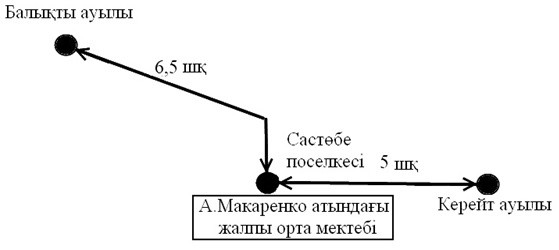 Балықты ауылы
6,5 шқ
Састөбе
поселкесі
5 шқ
А.Макаренко атындағы
жалпы орта мектебі
Керейт ауылы